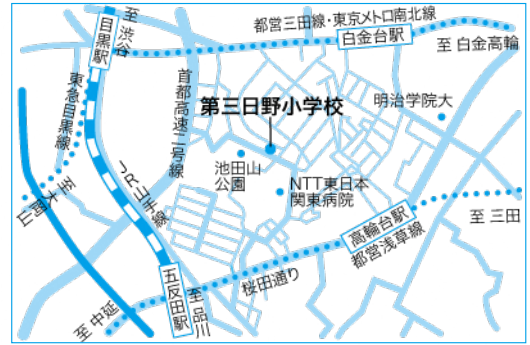 至 渋谷
目黒駅
都営三田線・東京メトロ南北線
白金台駅
至 白金高輪
東急目黒線
首都高速二号線
第三日野小学校
明治学院大
池田山
公園
NTT東日本
関東病院
至 大岡山
JR山手線
高輪台駅
都営浅草線
至 三田
五反田駅
至 品川
桜田通り
至 中延